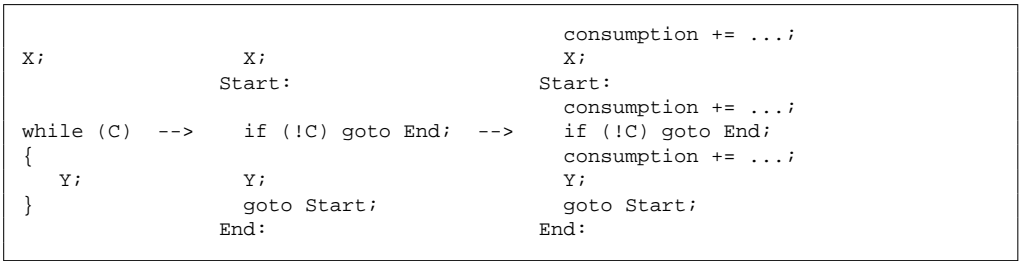 consumption += ...;
X;                X;                         X;
                Start:                     Start:
                                             consumption += ...;
while (C)  -->    if (!C) goto End;  -->     if (!C) goto End;
{                                            consumption += ...;
   Y;             Y;                         Y;
}                 goto Start;                goto Start;
                End:                       End: